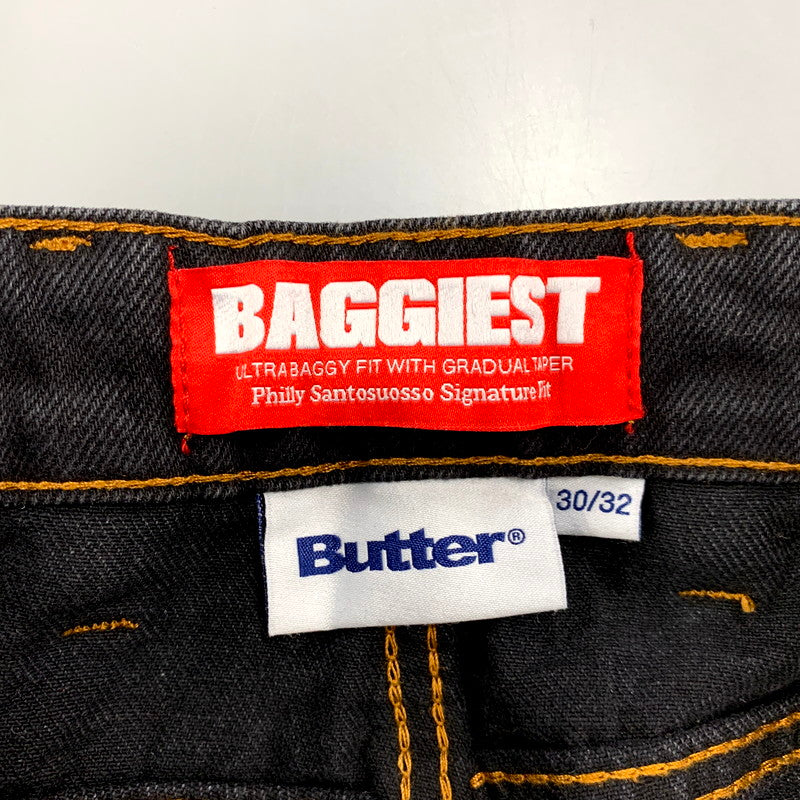 BAGGIEST
ULTRABAGGY FIT WITH GRADUAL TAPER
Philly Santosuosso Signature Fit
30/32
Butter®